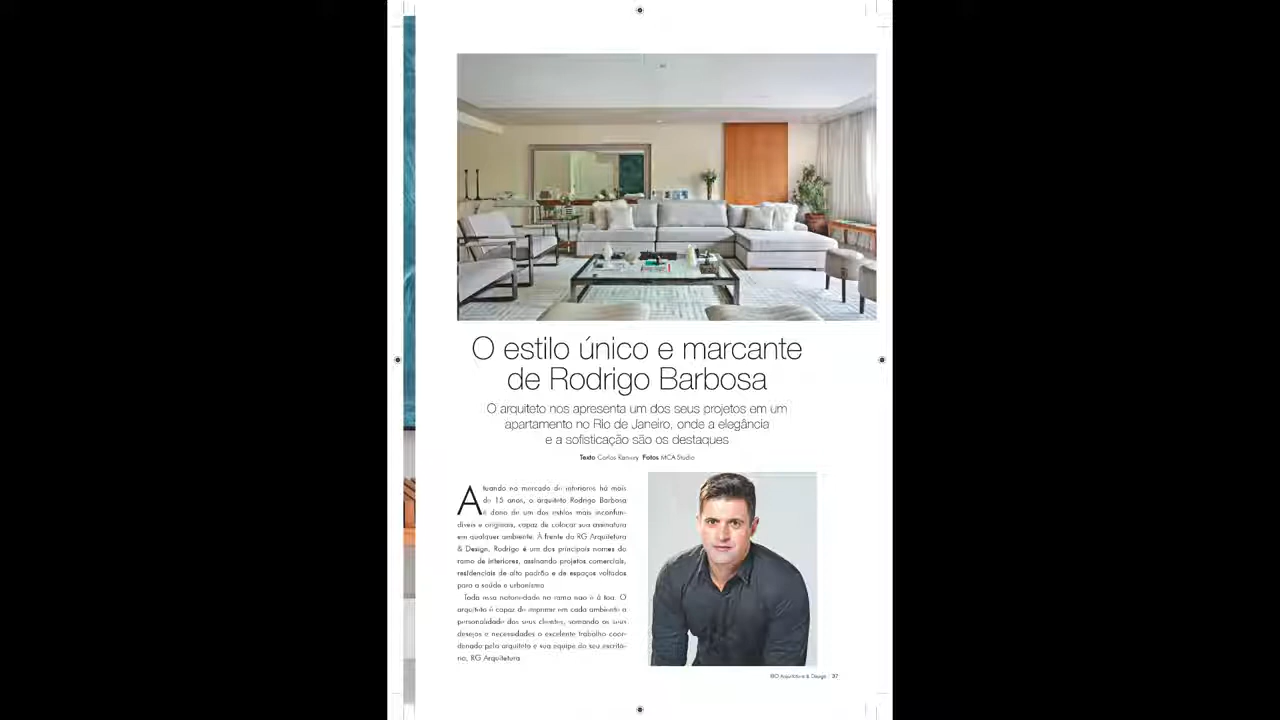 O estilo único e marcante
de Rodrigo Barbosa
O arquiteto nos apresenta um dos seus projetos em um
apartamento no Rio de Janeiro, onde a elegância
e a sofisticação são os destaques
Texto Carlos Ramory Fotos MCA Studio
Atuando no mercado de interiores há mais
de 15 anos, o arquiteto Rodrigo Barbosa
é dono de um dos estilos mais inconfun-
díveis e originais, capaz de colocar sua assinatura
em qualquer ambiente. À frente da RG Arquitetura
& Design, Rodrigo é um dos principais nomes do
ramo de interiores, assinando projetos comerciais,
residenciais de alto padrão e de espaços voltados
para a saúde e urbanismo
Toda essa notoriedade no ramo não é à toa. O
arquiteto é capaz de imprimir em cada ambiente a
personalidade dos seus clientes, somando os seus
desejos e necessidades o excelente trabalho coor-
denado pelo arquiteto e sua equipe do seu escritó-
rio, RG Arquitetura
Arquitetura & Design 37